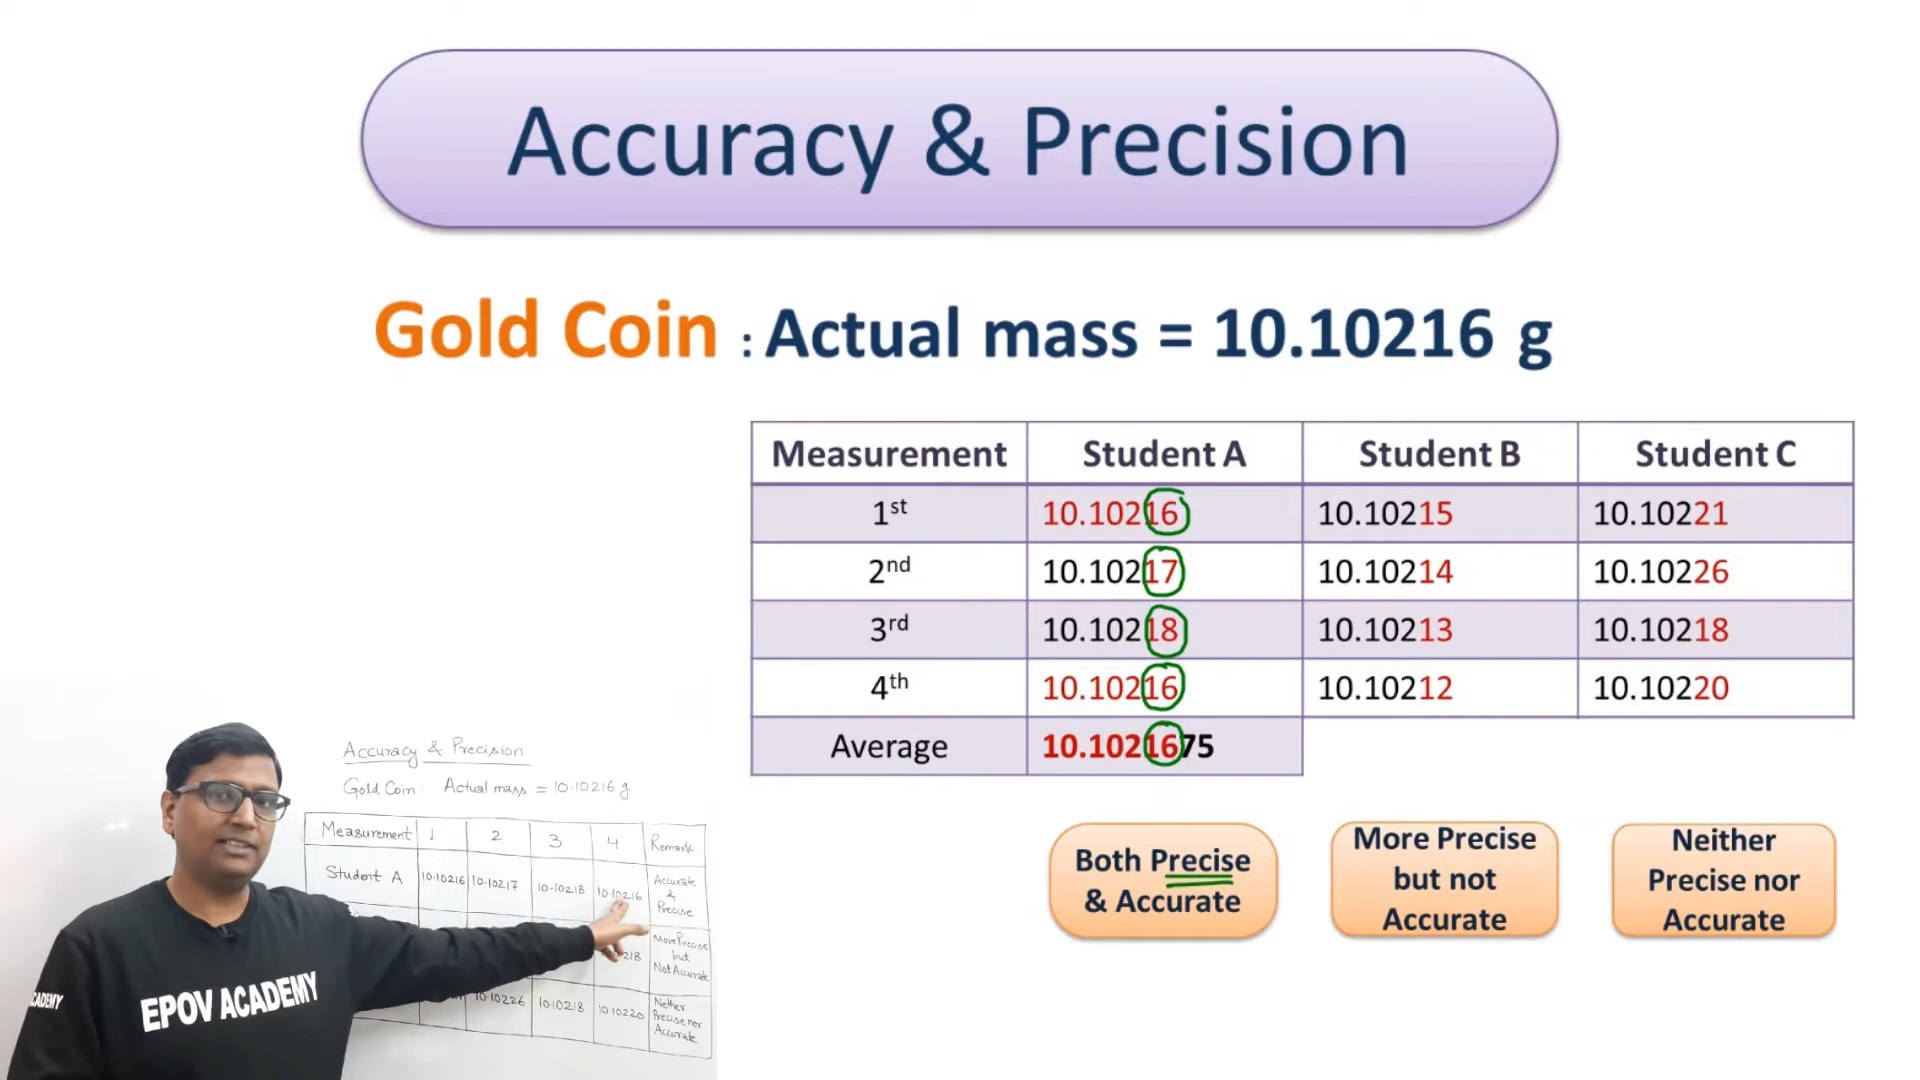 Accuracy & Precision
Gold Coin : Actual mass = 10.10216 g
Measurement Student A Student B Student C
1st 10.10216 10.10215 10.10221
2nd 10.10217 10.10214 10.10226
3rd 10.10218 10.10213 10.10218
4th 10.10216 10.10212 10.10220
Average 10.1021675
Both Precise
& Accurate
More Precise
but not
Accurate
Neither
Precise nor
Accurate
Accuracy & Precision
Gold Coin: Actual mass = 10.10216 g
Measurement 1 2 3 4 Remark
Student A 10.10216 10.10217 10.10218 10.10216 Accurate
&
Precise
More Precise
but
Not Accurate
10.10226 10.10218 10.10220 Neither
Precise nor
Accurate
EPOV ACADEMY